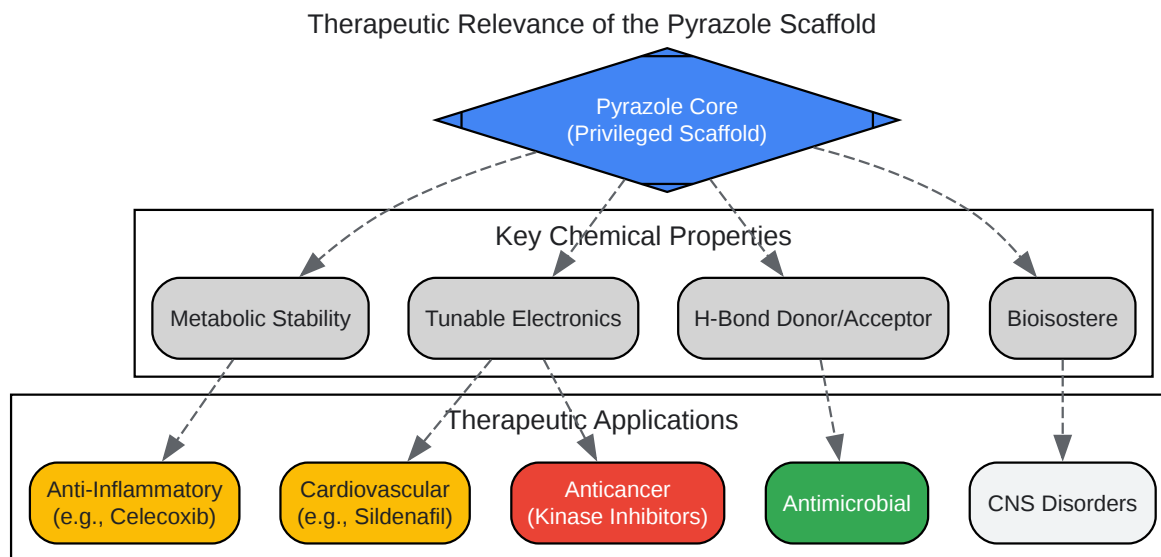 Therapeutic Relevance of the Pyrazole Scaffold
Pyrazole Core
(Privileged Scaffold)
Key Chemical Properties
Metabolic Stability
Tunable Electronics
H-Bond Donor/Acceptor
Bioisostere
Therapeutic Applications
Anti-Inflammatory
(e.g., Celecoxib)
Cardiovascular
(e.g., Sildenafil)
Anticancer
(Kinase Inhibitors)
Antimicrobial
CNS Disorders